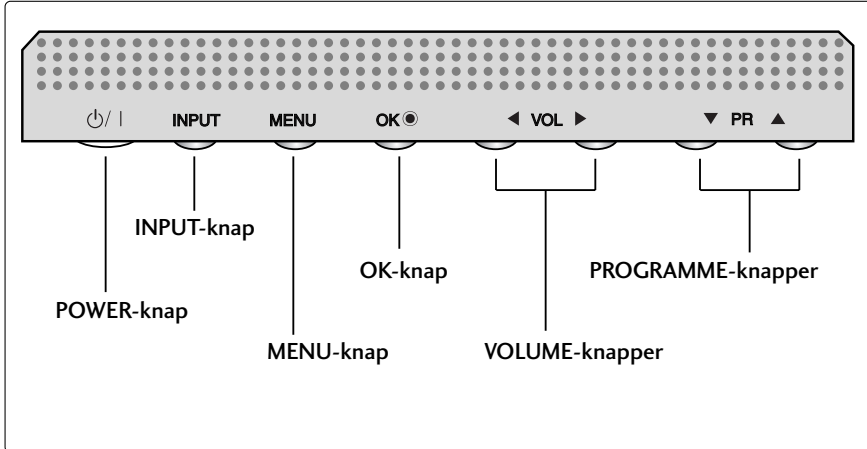 ⏻/ I INPUT MENU OK◉ ◀ VOL ▶ ▼ PR ▲
INPUT-knap
OK-knap PROGRAMME-knapper
POWER-knap
MENU-knap VOLUME-knapper